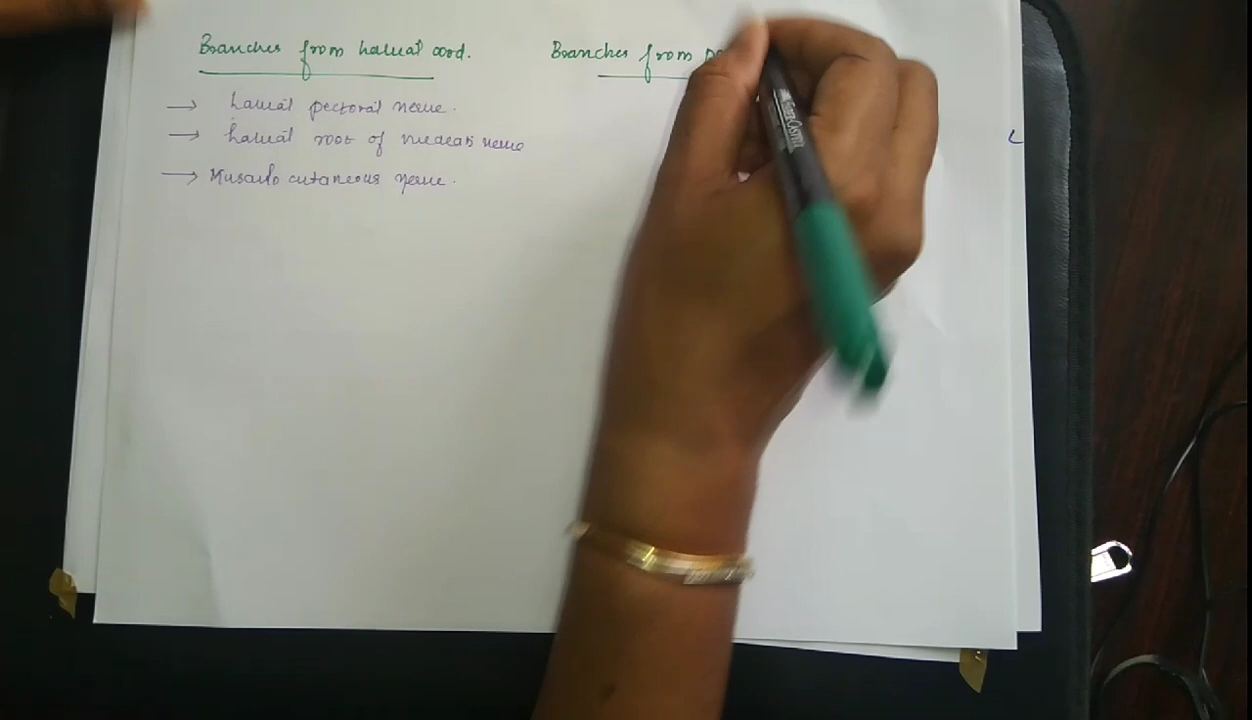 Branches from lateral cord.
Branches from
Lateral pectoral nerve.
Lateral root of median nerve
Musculo cutaneous nerve.